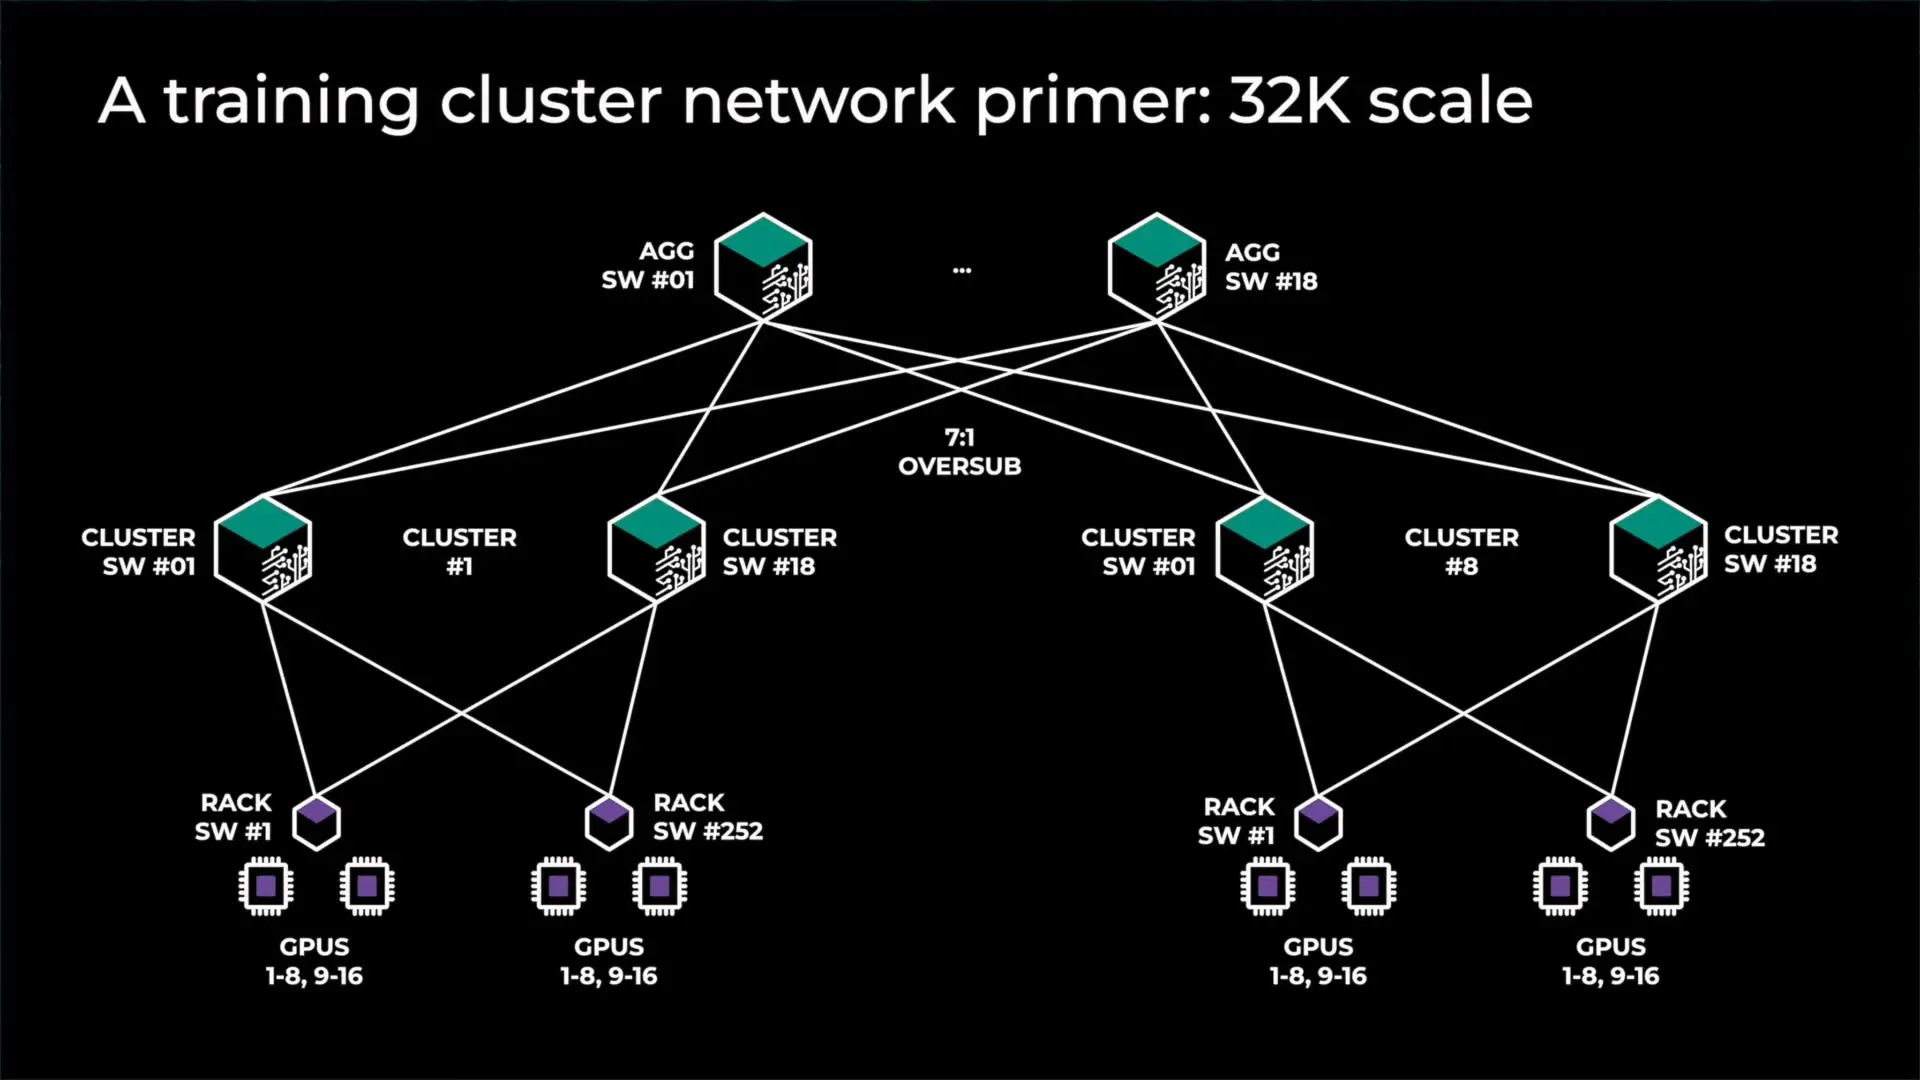 A training cluster network primer: 32K scale
AGG
SW #01
...
AGG
SW #18
7:1
OVERSUB
CLUSTER
SW #01
CLUSTER
#1
CLUSTER
SW #18
CLUSTER
SW #01
CLUSTER
#8
CLUSTER
SW #18
RACK
SW #1
RACK
SW #252
RACK
SW #1
RACK
SW #252
GPUS
1-8, 9-16
GPUS
1-8, 9-16
GPUS
1-8, 9-16
GPUS
1-8, 9-16